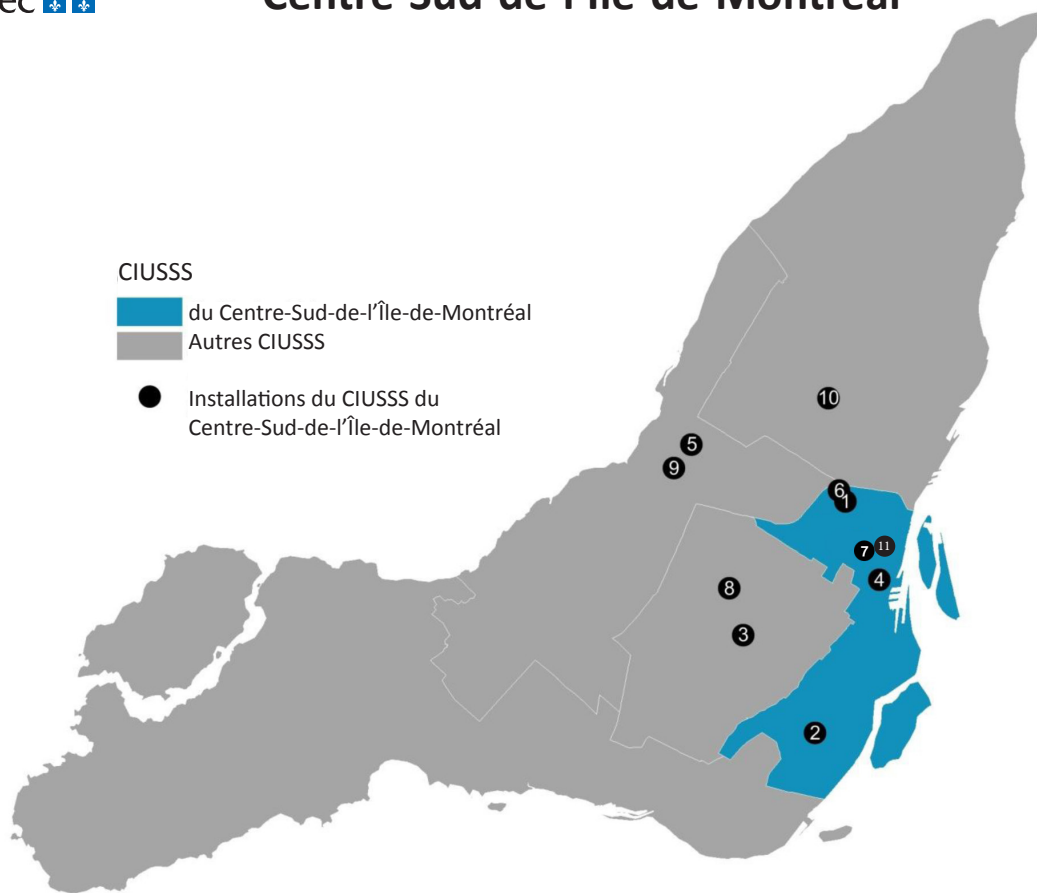 Centre-Sud-de-l'Île-de-Montréal
CIUSSS
du Centre-Sud-de-l'Île-de-Montréal
Autres CIUSSS
Installations du CIUSSS du
Centre-Sud-de-l'Île-de-Montréal
10
5
9
6
1
7
11
4
8
3
2